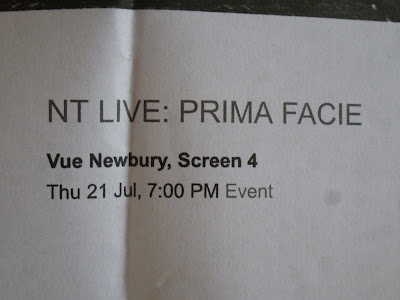 NT LIVE: PRIMA FACIE
Vue Newbury, Screen 4
Thu 21 Jul, 7:00 PM Event